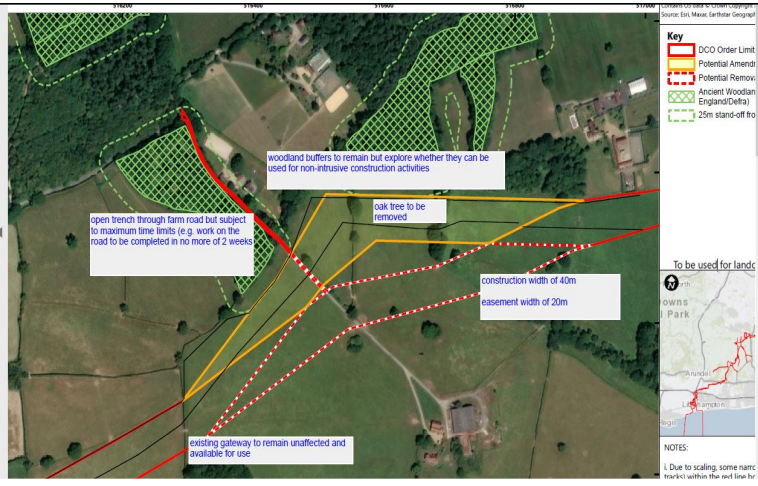 516200
516400
516600
516800
517000
Contains OS data © Crown Copyright
Source: Esri, Maxar, Earthstar Geograph
Key
DCO Order Limit
Potential Amendm
Potential Remova
Ancient Woodlan
England/Defra)
25m stand-off fro
woodland buffers to remain but explore whether they can be
used for non-intrusive construction activities
oak tree to be
removed
open trench through farm road but subject
to maximum time limits (e.g. work on the
road to be completed in no more of 2 weeks
construction width of 40m
easement width of 20m
existing gateway to remain unaffected and
available for use
To be used for landc
N
orth
owns
l Park
Arundel
hampton
NOTES:
i. Due to scaling, some narro
tracks) within the red line bo